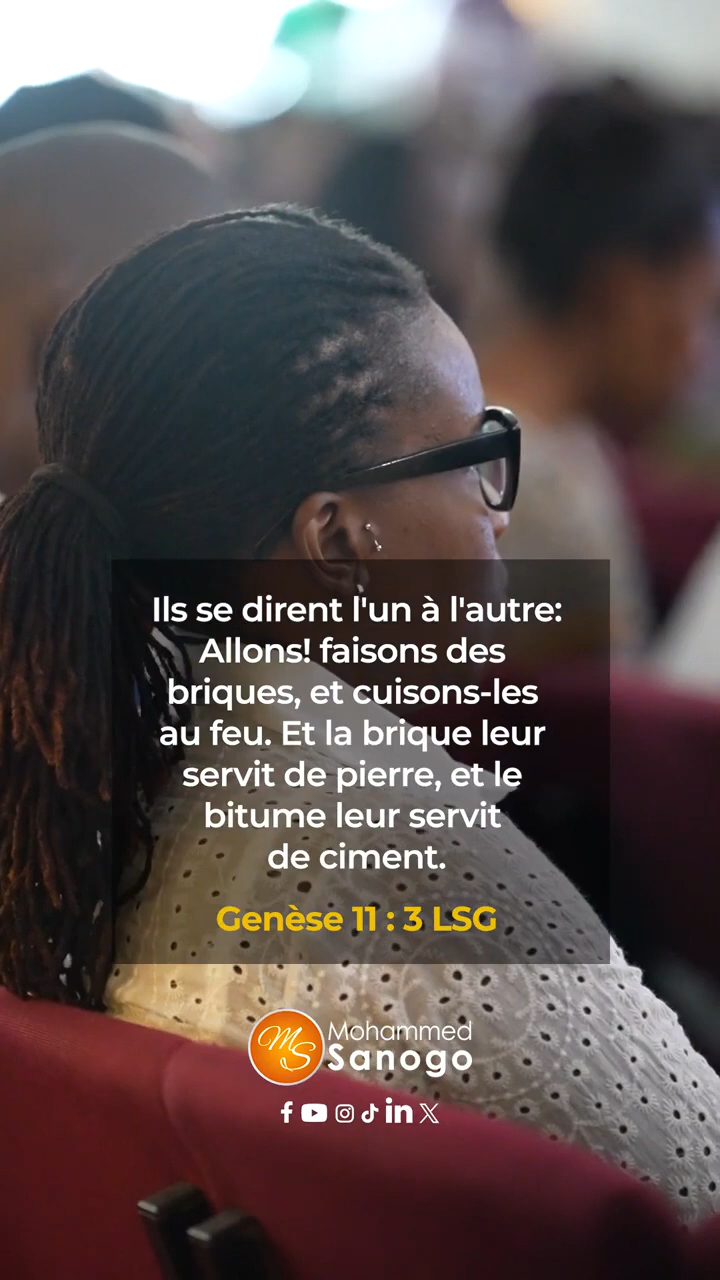 Ils se dirent l'un à l'autre:
Allons! faisons des
briques, et cuisons-les
au feu. Et la brique leur
servit de pierre, et le
bitume leur servit
de ciment.
Genèse 11 : 3 LSG
MS Mohammed
Sanogo